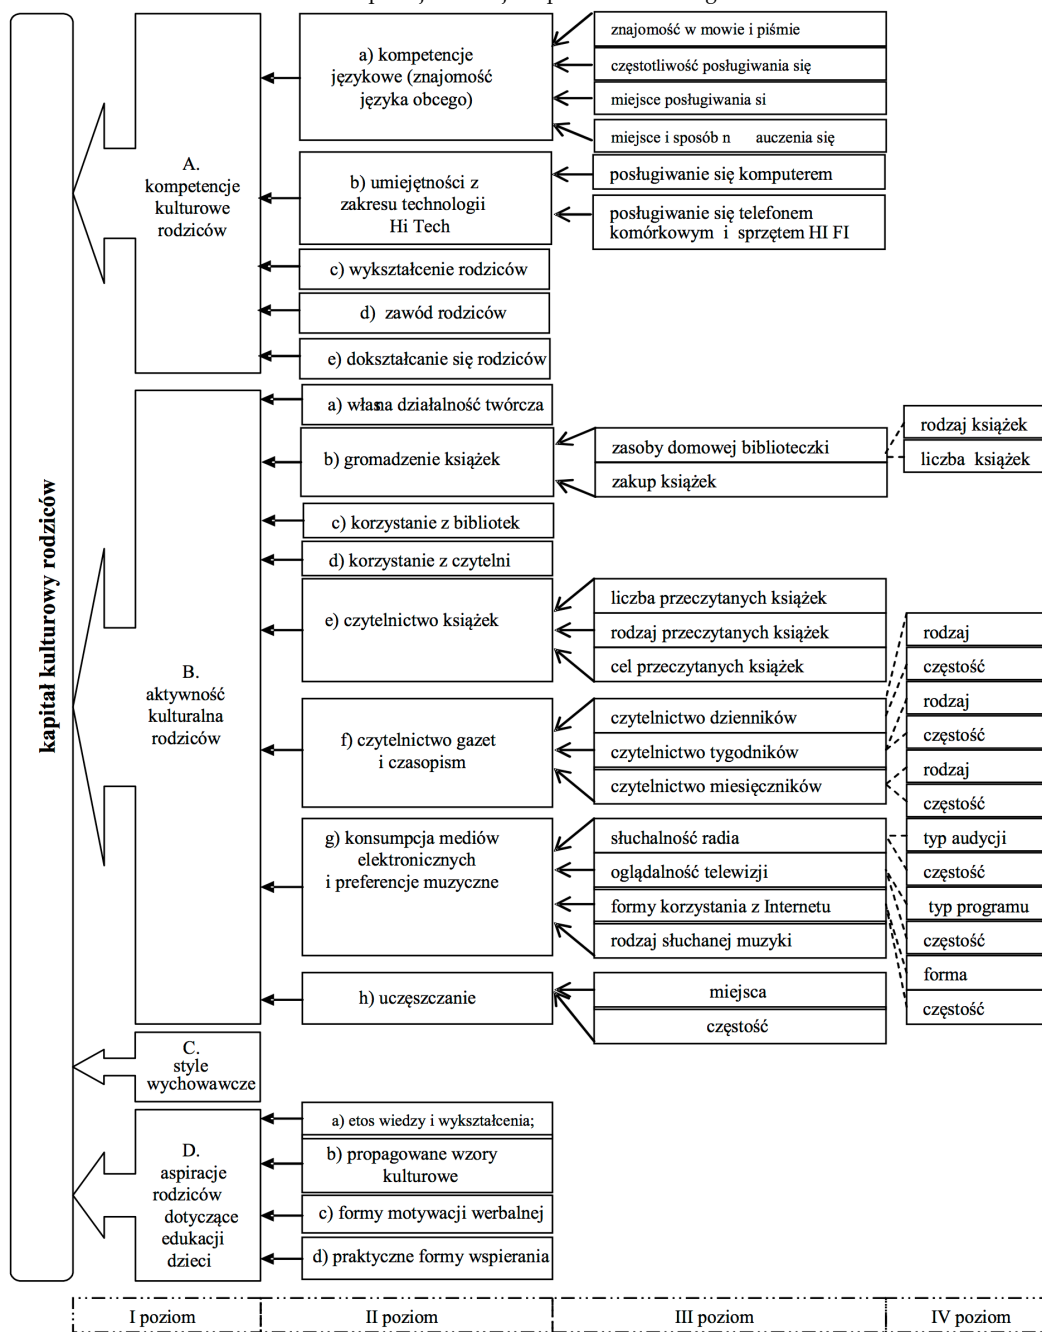 kapitał kulturowy rodziców
A.
kompetencje
kulturowe
rodziców
a) kompetencje
językowe (znajomość
języka obcego)
znajomość w mowie i piśmie
częstotliwość posługiwania się
miejsce posługiwania si
miejsce i sposób n auczenia się
b) umiejętności z
zakresu technologii
Hi Tech
posługiwanie się komputerem
posługiwanie się telefonem
komórkowym i sprzętem HI FI
c) wykształcenie rodziców
d) zawód rodziców
e) dokształcanie się rodziców
B.
aktywność
kulturalna
rodziców
a) własna działalność twórcza
b) gromadzenie książek
zasoby domowej biblioteczki
zakup książek
rodzaj książek
liczba książek
c) korzystanie z bibliotek
d) korzystanie z czytelni
e) czytelnictwo książek
liczba przeczytanych książek
rodzaj przeczytanych książek
cel przeczytanych książek
f) czytelnictwo gazet
i czasopism
czytelnictwo dzienników
czytelnictwo tygodników
czytelnictwo miesięczników
rodzaj
częstość
rodzaj
częstość
rodzaj
częstość
g) konsumpcja mediów
elektronicznych
i preferencje muzyczne
słuchalność radia
oglądalność telewizji
formy korzystania z Internetu
rodzaj słuchanej muzyki
typ audycji
częstość
typ programu
częstość
forma
częstość
h) uczęszczanie
miejsca
częstość
C.
style
wychowawcze
D.
aspiracje
rodziców
dotyczące
edukacji
dzieci
a) etos wiedzy i wykształcenia;
b) propagowane wzory
kulturowe
c) formy motywacji werbalnej
d) praktyczne formy wspierania
I poziom
II poziom
III poziom
IV poziom